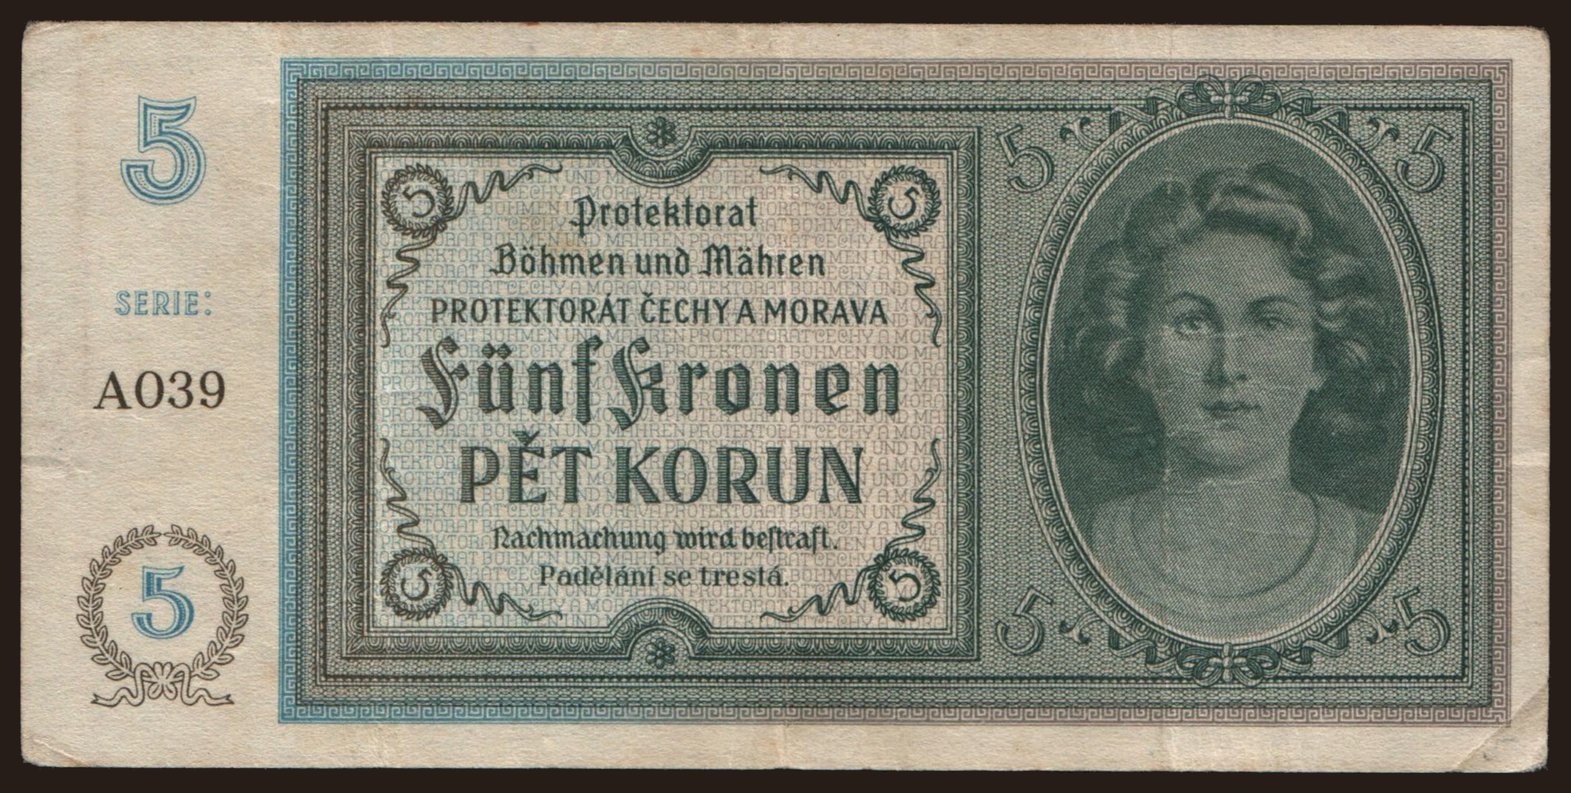 5
SERIE:
A039
5
5
5
Protektorat
Böhmen und Mähren
PROTEKTORÁT ČECHY A MORAVA
Fünf Kronen
PĚT KORUN
Nachmachung wird bestraft.
Padělání se trestá.
5
5
5
5
5
5